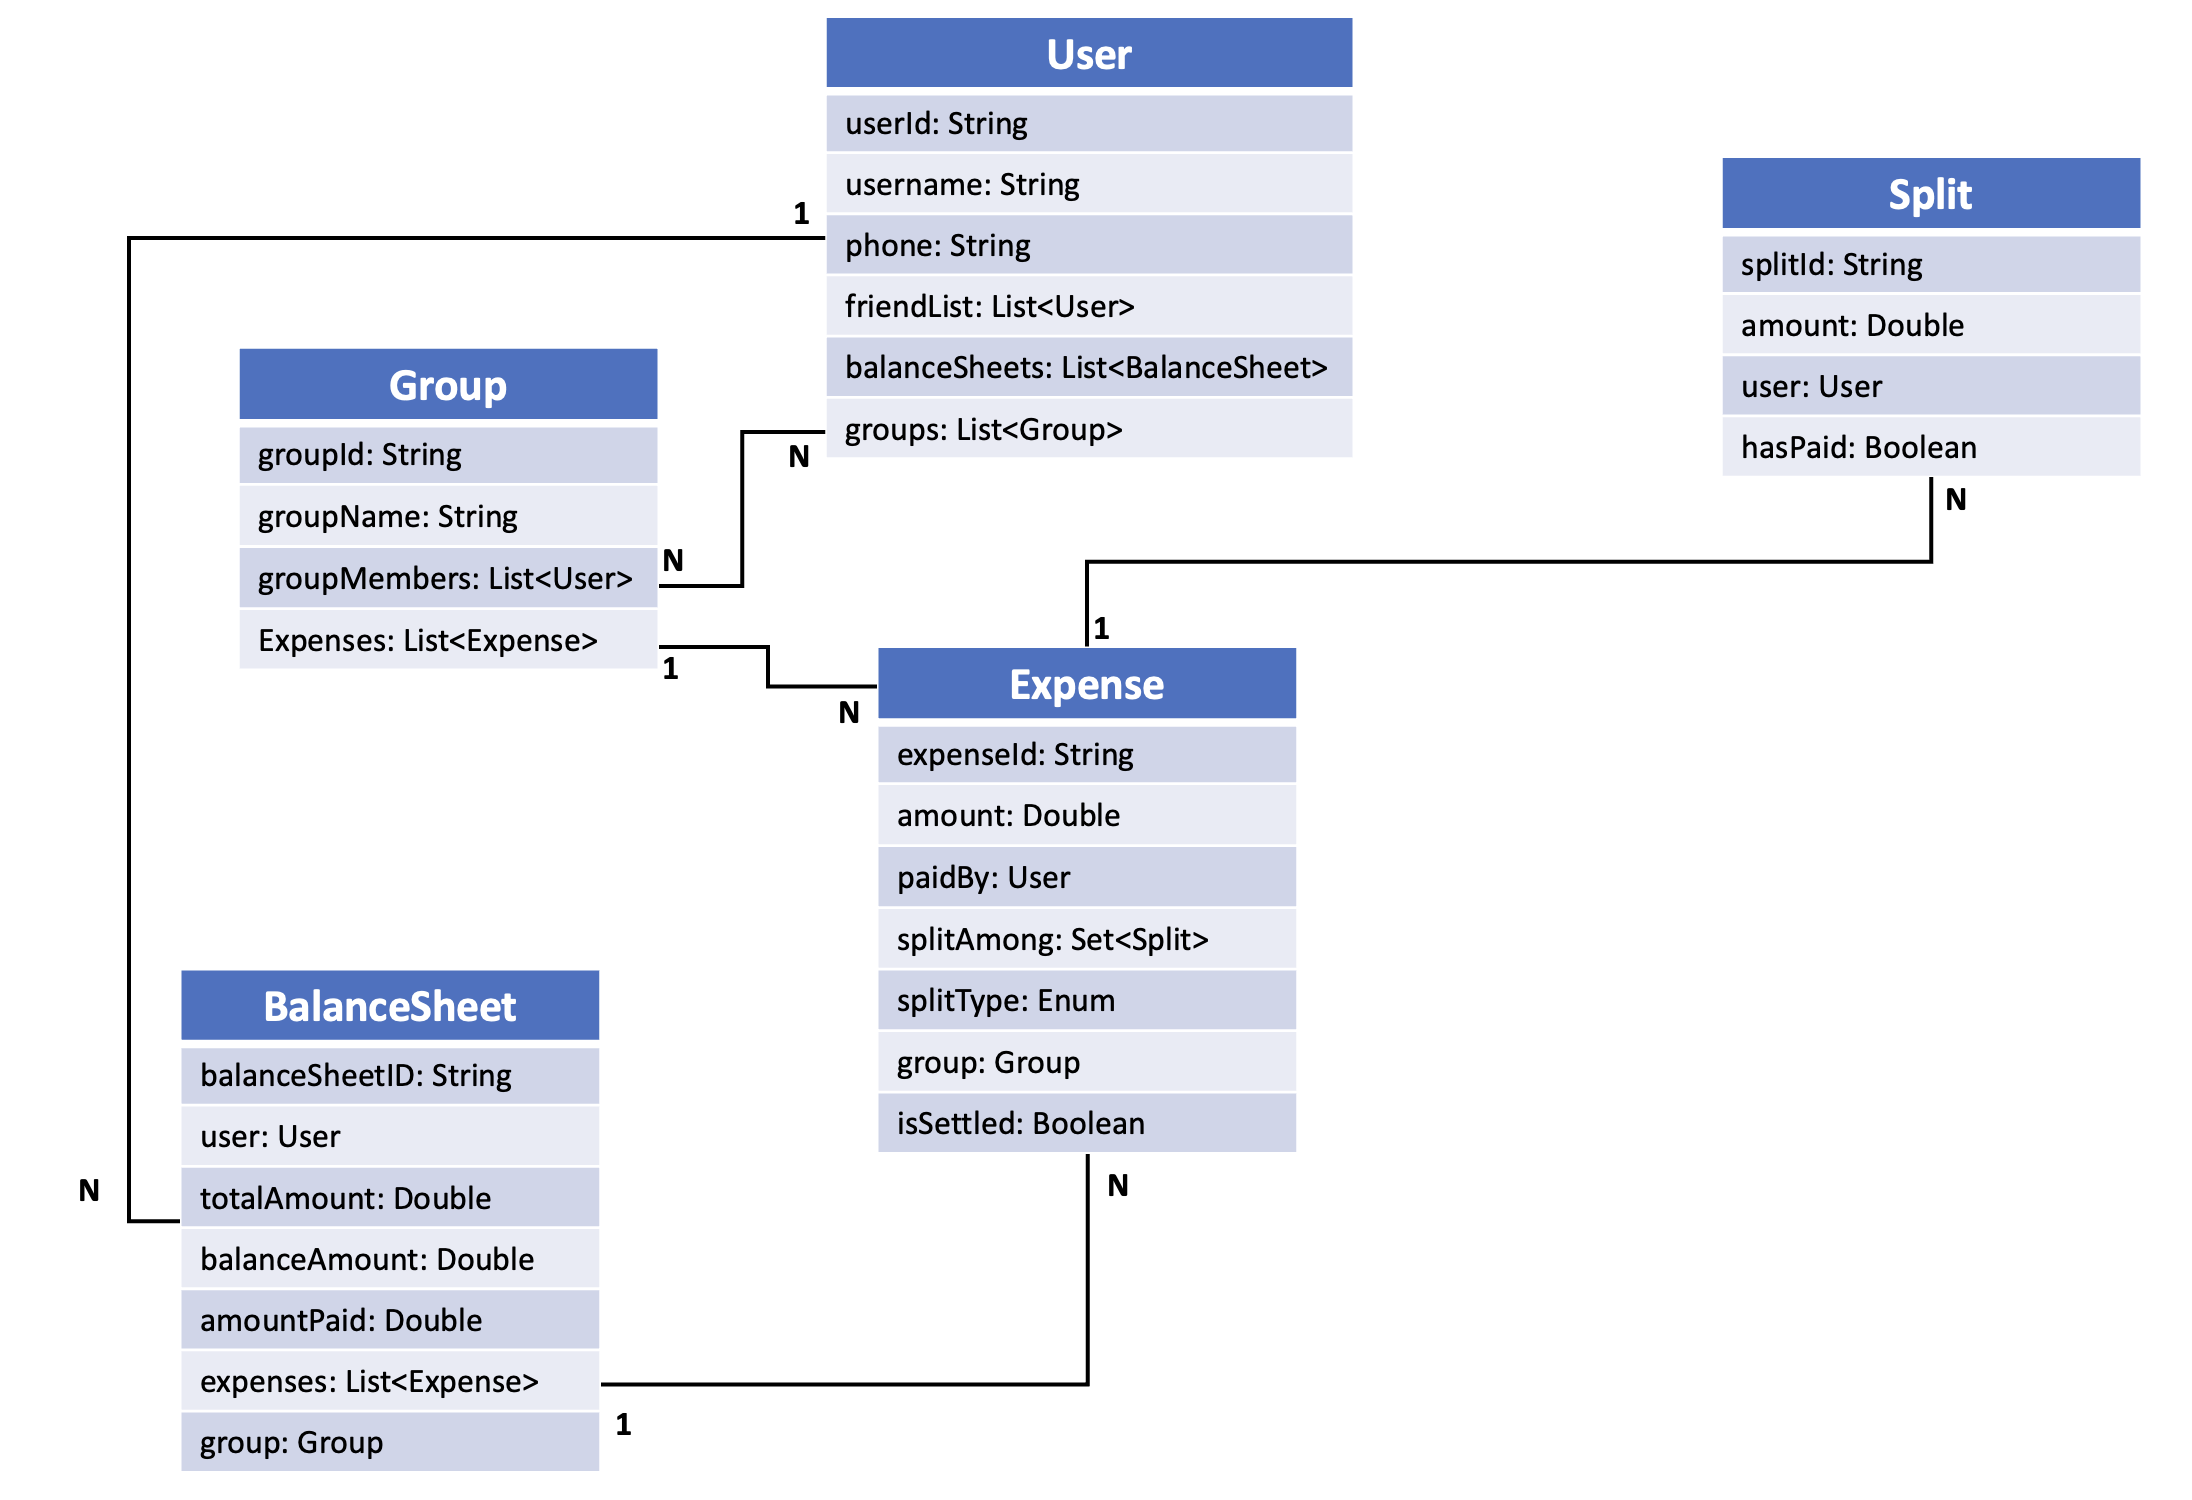 User
userId: String
username: String
phone: String
friendList: List<User>
balanceSheets: List<BalanceSheet>
groups: List<Group>
1
N
Split
splitId: String
amount: Double
user: User
hasPaid: Boolean
N
Group
groupId: String
groupName: String
groupMembers: List<User>
Expenses: List<Expense>
N
1
1
N
Expense
expenseId: String
amount: Double
paidBy: User
splitAmong: Set<Split>
splitType: Enum
group: Group
isSettled: Boolean
N
BalanceSheet
balanceSheetID: String
user: User
totalAmount: Double
balanceAmount: Double
amountPaid: Double
expenses: List<Expense>
group: Group
N
1